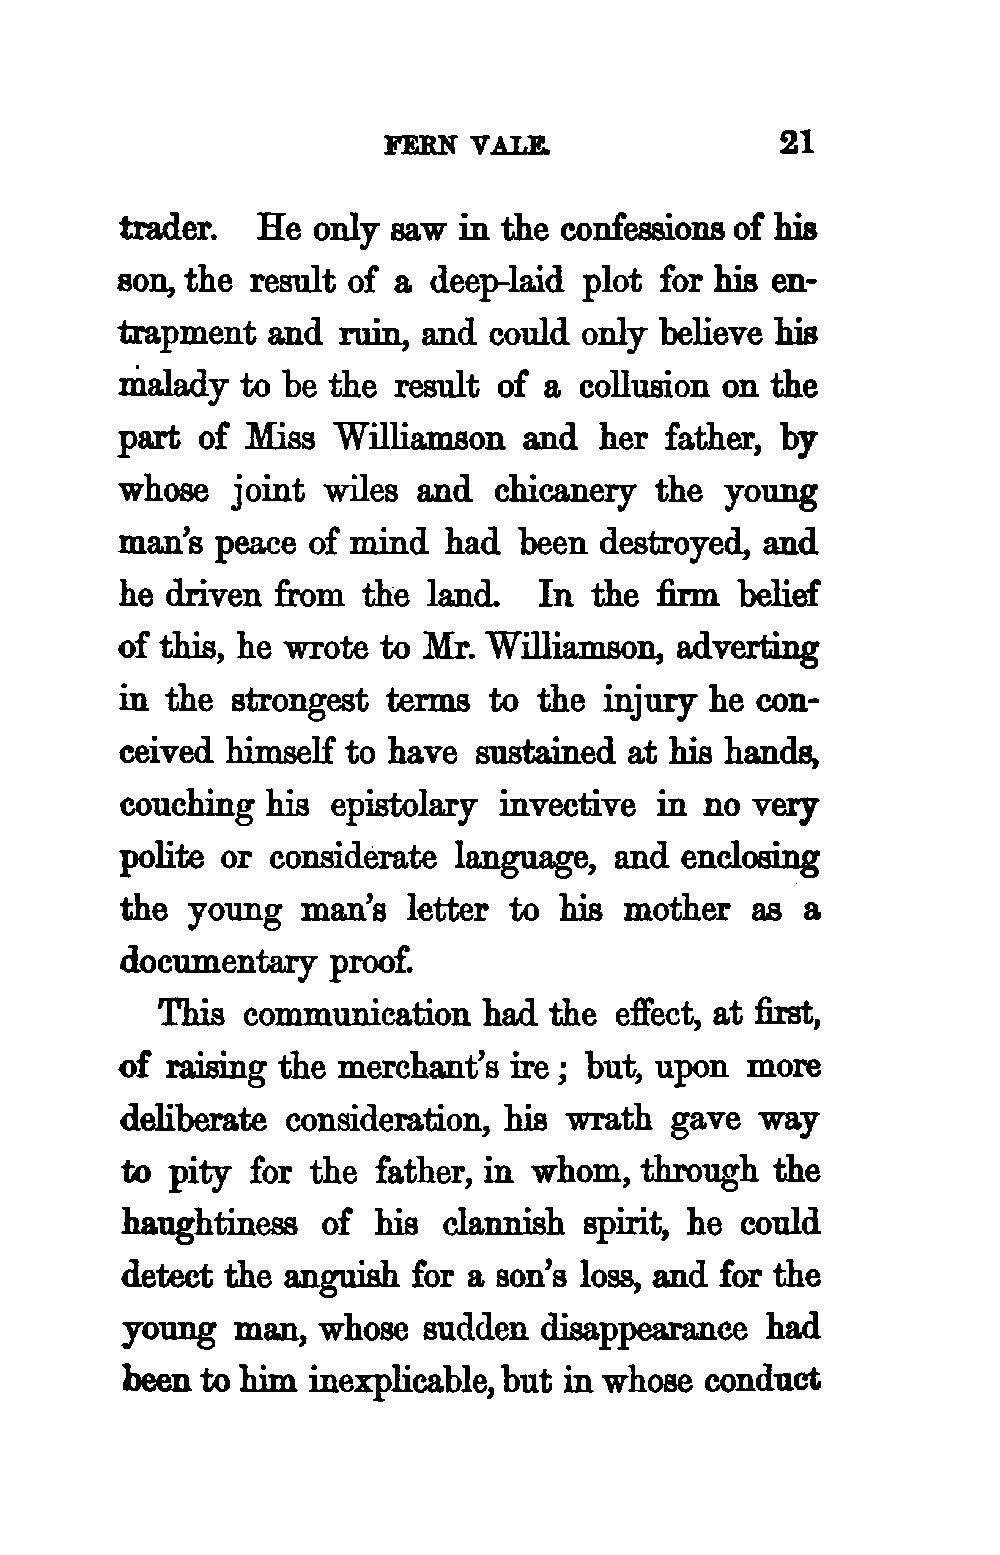 FERN VALE. 21
trader. He only saw in the confessions of his
son, the result of a deep-laid plot for his en-
trapment and ruin, and could only believe his
malady to be the result of a collusion on the
part of Miss Williamson and her father, by
whose joint wiles and chicanery the young
man's peace of mind had been destroyed, and
he driven from the land. In the firm belief
of this, he wrote to Mr. Williamson, adverting
in the strongest terms to the injury he con-
ceived himself to have sustained at his hands,
couching his epistolary invective in no very
polite or considerate language, and enclosing
the young man's letter to his mother as a
documentary proof.
This communication had the effect, at first,
of raising the merchant's ire; but, upon more
deliberate consideration, his wrath gave way
to pity for the father, in whom, through the
haughtiness of his clannish spirit, he could
detect the anguish for a son's loss, and for the
young man, whose sudden disappearance had
been to him inexplicable, but in whose conduct